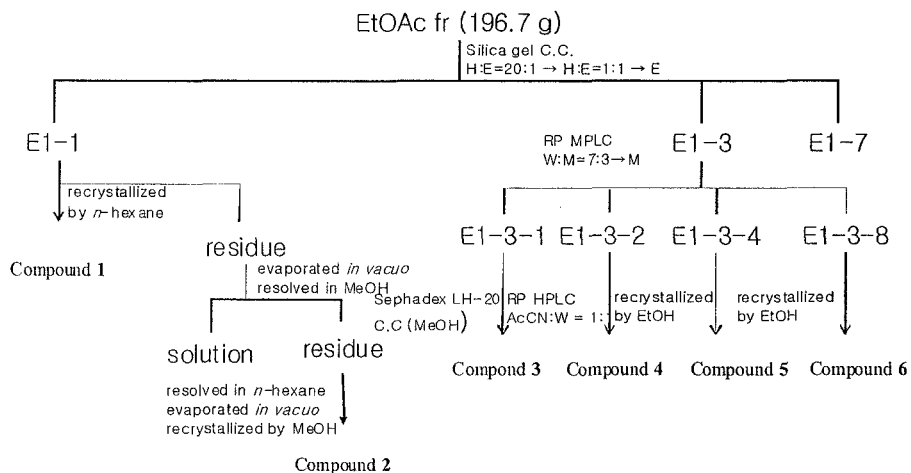 EtOAc fr (196.7 g)
Silica gel C.C.
H:E=20:1 → H:E=1:1 → E
E1-1
RP MPLC
W:M=7:3→M
E1-3
E1-7
recrystallized
by n-hexane
Compound 1
residue
E1-3-1
E1-3-2
E1-3-4
E1-3-8
evaporated in vacuo
resolved in MeOH
Sephadex LH-20
C.C (MeOH)
RP HPLC
AcCN:W = 1:
recrystallized
by EtOH
recrystallized
by EtOH
solution
residue
Compond 3
Compound 4
Compound 5
Compound 6
resolved in n-hexane
evaporated in vacuo
recrystallized by MeOH
Compound 2